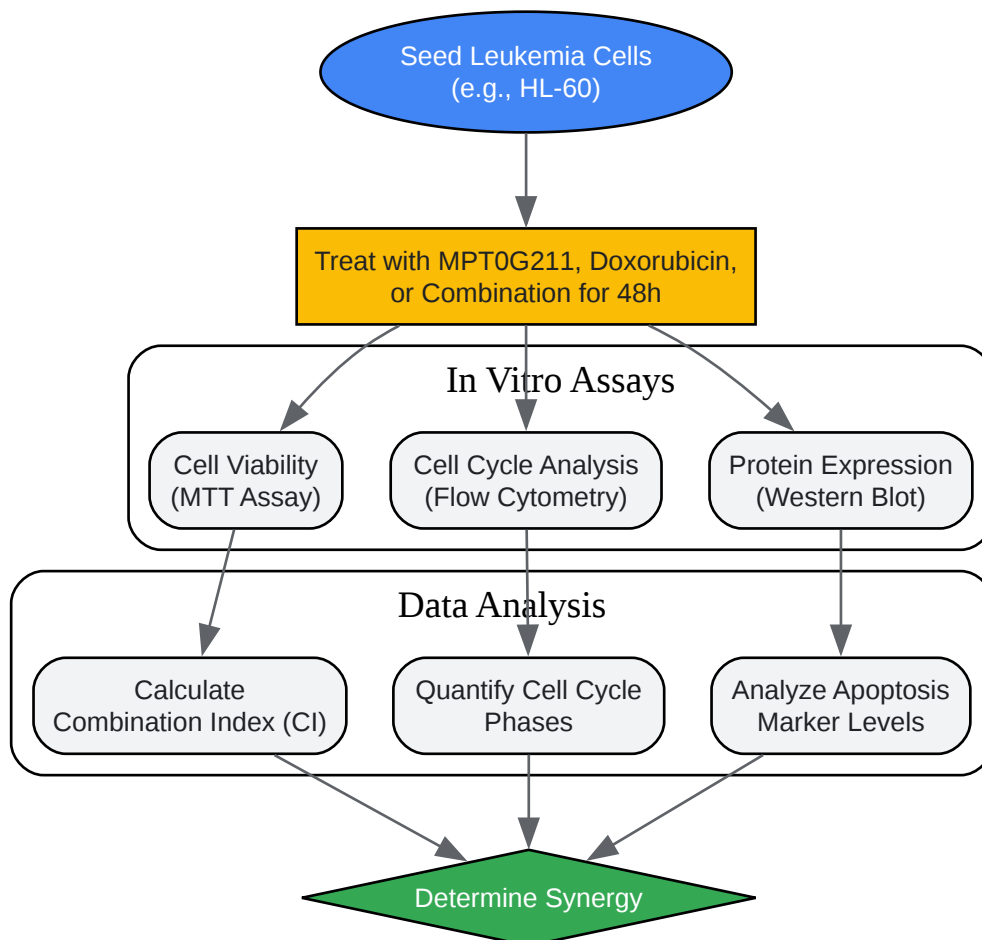 Seed Leukemia Cells
(e.g., HL-60)
Treat with MPT0G211, Doxorubicin,
or Combination for 48h
In Vitro Assays
Cell Viability
(MTT Assay)
Cell Cycle Analysis
(Flow Cytometry)
Protein Expression
(Western Blot)
Data Analysis
Calculate
Combination Index (CI)
Quantify Cell Cycle
Phases
Analyze Apoptosis
Marker Levels
Determine Synergy